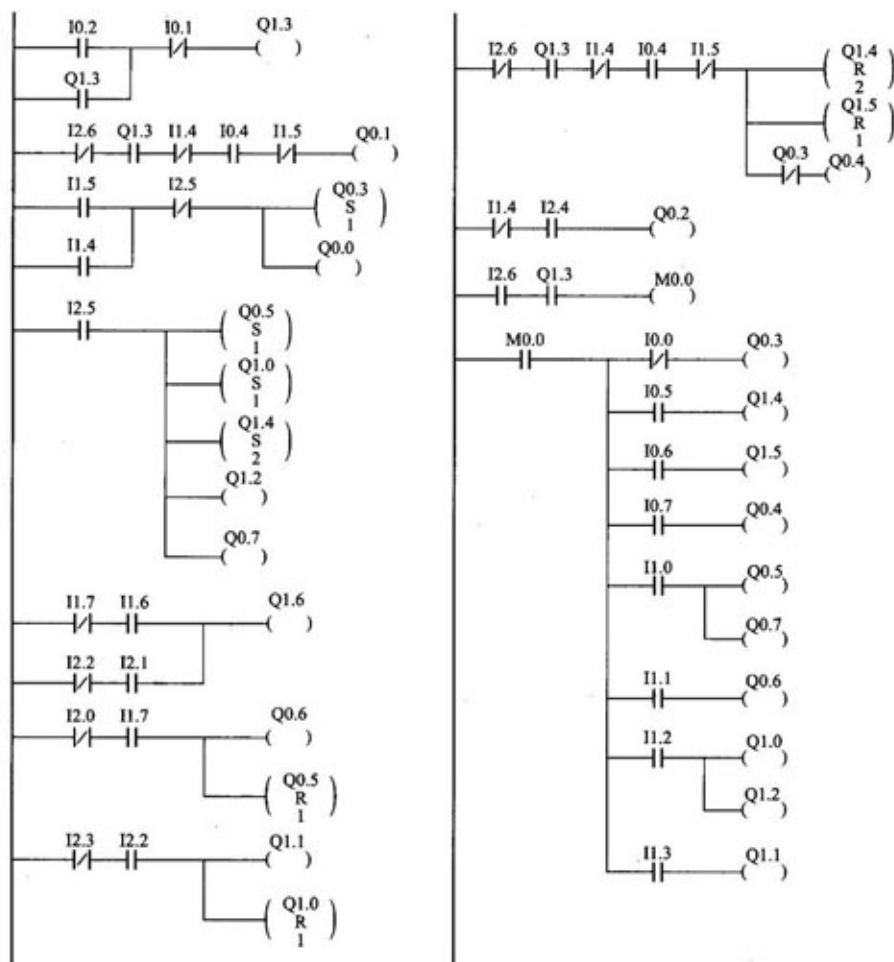 I0.2 I0.1 Q1.3
Q1.3
I2.6 Q1.3 I1.4 I0.4 I1.5 Q0.1
I1.5 I2.5 Q0.3
S
1
I1.4 Q0.0
I2.5 Q0.5
S
1
Q1.0
S
1
Q1.4
S
2
Q1.2
Q0.7
I1.7 I1.6 Q1.6
I2.2 I2.1
I2.0 I1.7 Q0.6
Q0.5
R
1
I2.3 I2.2 Q1.1
Q1.0
R
1
I2.6 Q1.3 I1.4 I0.4 I1.5 Q1.4
R
2
Q1.5
R
1
Q0.3 Q0.4
I1.4 I2.4 Q0.2
I2.6 Q1.3 M0.0
M0.0 I0.0 Q0.3
I0.5 Q1.4
I0.6 Q1.5
I0.7 Q0.4
I1.0 Q0.5
Q0.7
I1.1 Q0.6
I1.2 Q1.0
Q1.2
I1.3 Q1.1